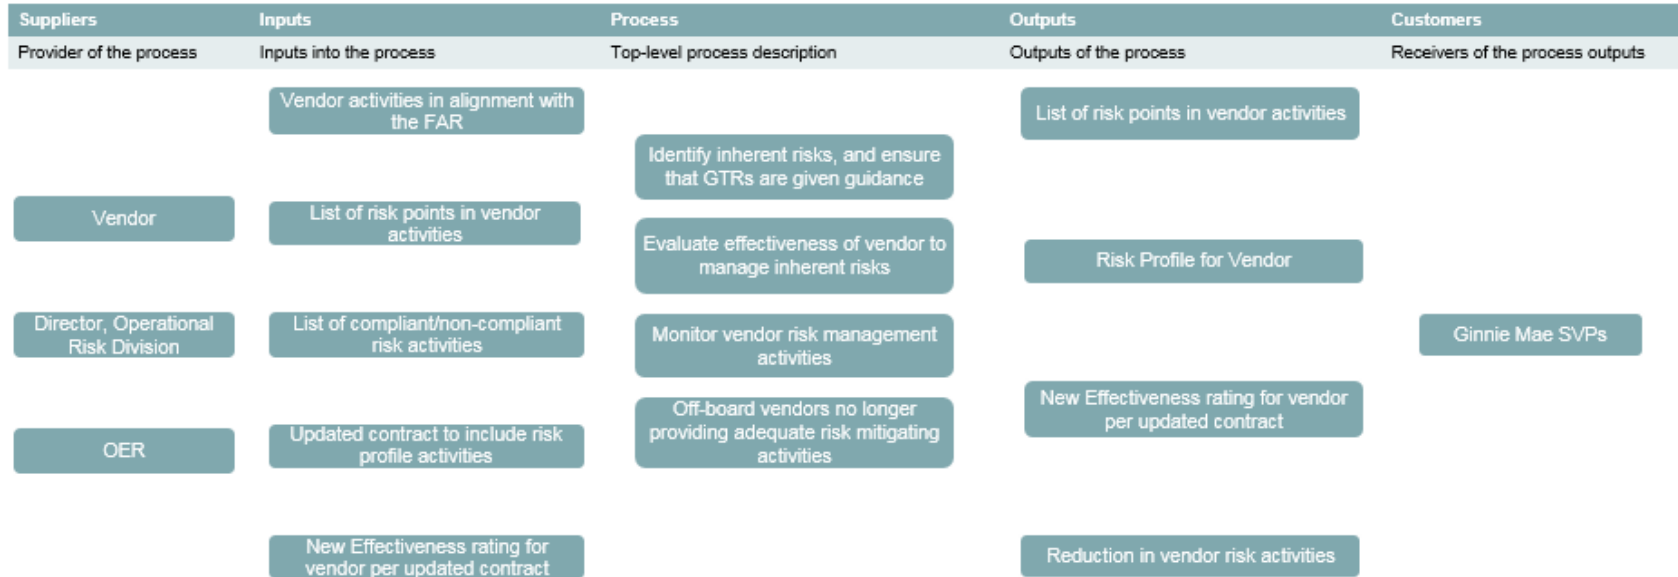 Suppliers
Inputs
Process
Outputs
Customers
Provider of the process
Inputs into the process
Top-level process description
Outputs of the process
Receivers of the process outputs
Vendor
Director, Operational
Risk Division
OER
Vendor activities in alignment with
the FAR
List of risk points in vendor
activities
List of compliant/non-compliant
risk activities
Updated contract to include risk
profile activities
New Effectiveness rating for
vendor per updated contract
Identify inherent risks, and ensure
that GTRs are given guidance
Evaluate effectiveness of vendor to
manage inherent risks
Monitor vendor risk management
activities
Off-board vendors no longer
providing adequate risk mitigating
activities
List of risk points in vendor activities
Risk Profile for Vendor
New Effectiveness rating for vendor
per updated contract
Reduction in vendor risk activities
Ginnie Mae SVPs